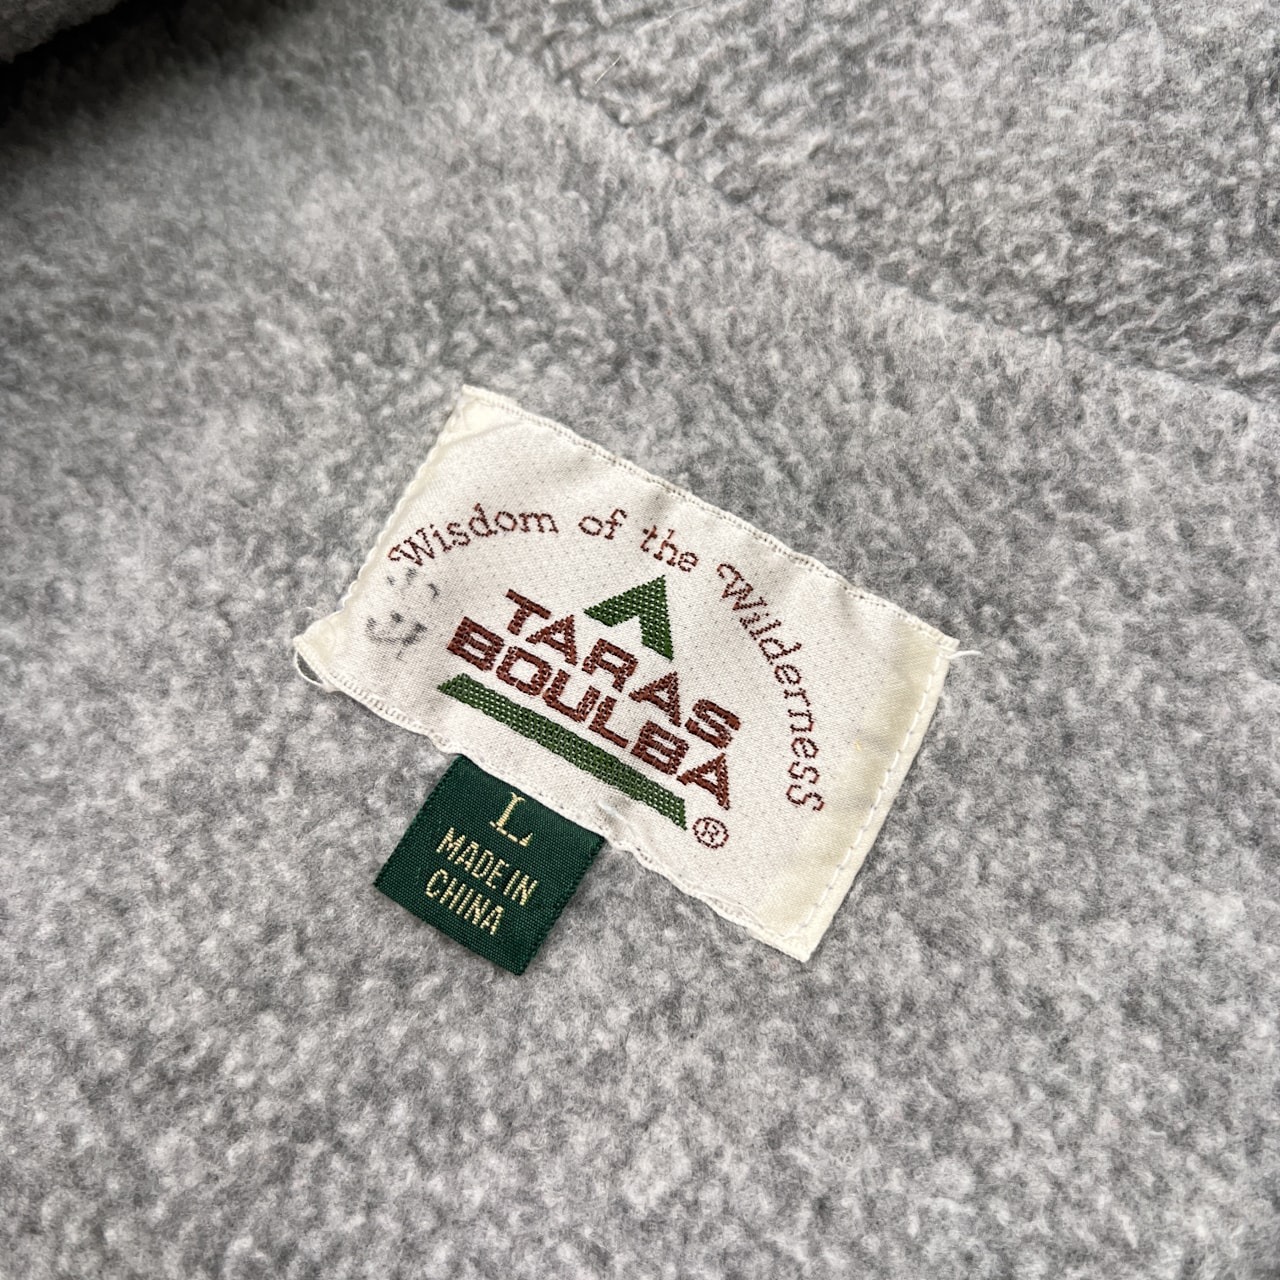 Wisdom of the Wilderness
TARAS
BOULBA
®
L
MADE IN
CHINA